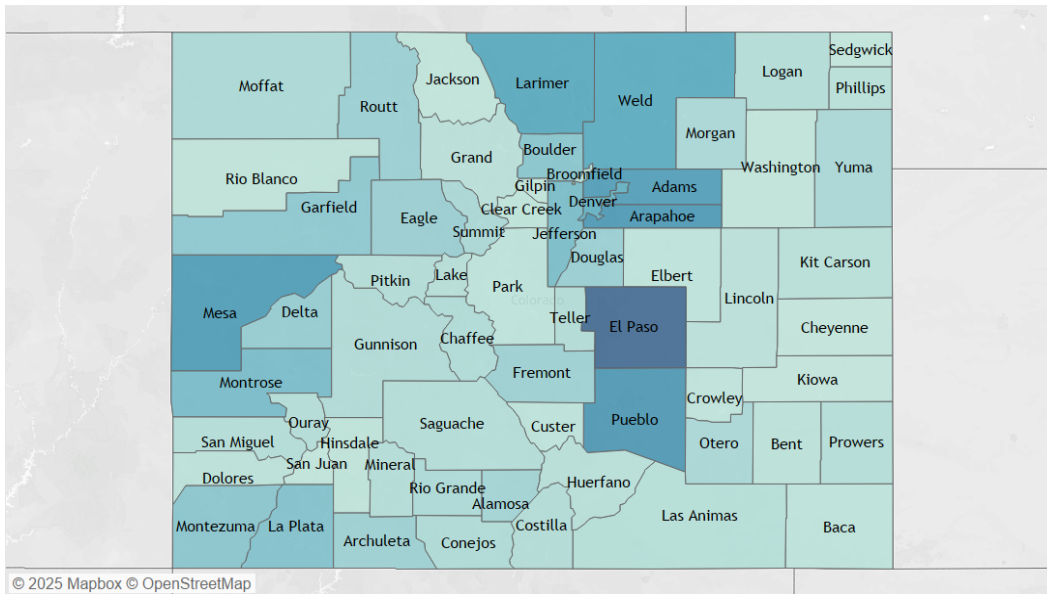 Sedgwick
Logan
Jackson
Larimer
Moffat
Phillips
Weld
Routt
Morgan
Boulder
Grand
Washington
Yuma
Broomfield
Rio Blanco
Gilpin
Adams
Garfield
Denver
Clear Creek
Eagle
Arapahoe
Summit
Jefferson
Douglas
Kit Carson
Lake
Elbert
Pitkin
Park
Lincoln
Colorado
Mesa
Delta
Teller
El Paso
Cheyenne
Chaffee
Gunnison
Fremont
Kiowa
Montrose
Crowley
Pueblo
Ouray
Saguache
Custer
San Miguel
Hinsdale
Otero
Bent
Prowers
San Juan
Mineral
Dolores
Huerfano
Rio Grande
Alamosa
Las Animas
Costilla
Montezuma
La Plata
Baca
Archuleta
Conejos
© 2025 Mapbox © OpenStreetMap